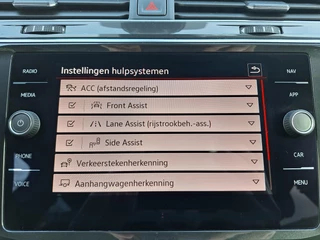 Instellingen hulpsystemen
RADIO
NAV
ACC (afstandsregeling)
MEDIA
APP
Front Assist
Lane Assist (rijstrookbeh.-ass.)
Side Assist
PHONE
CAR
Verkeerstekenherkenning
VOICE
MENU
Aanhangwagenherkenning